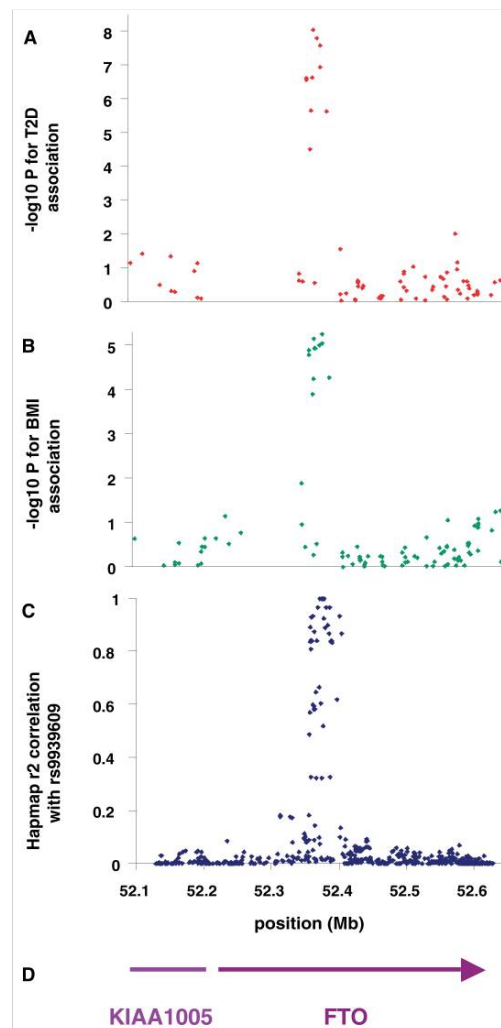 A
-log10 P for T2D
association
8
7
6
5
4
3
2
1
0
B
-log10 P for BMI
association
5
4
3
2
1
0
C
Hapmap r2 correlation
with rs9939609
1
0.8
0.6
0.4
0.2
0
52.1 52.2 52.3 52.4 52.5 52.6
position (Mb)
D
KIAA1005 FTO